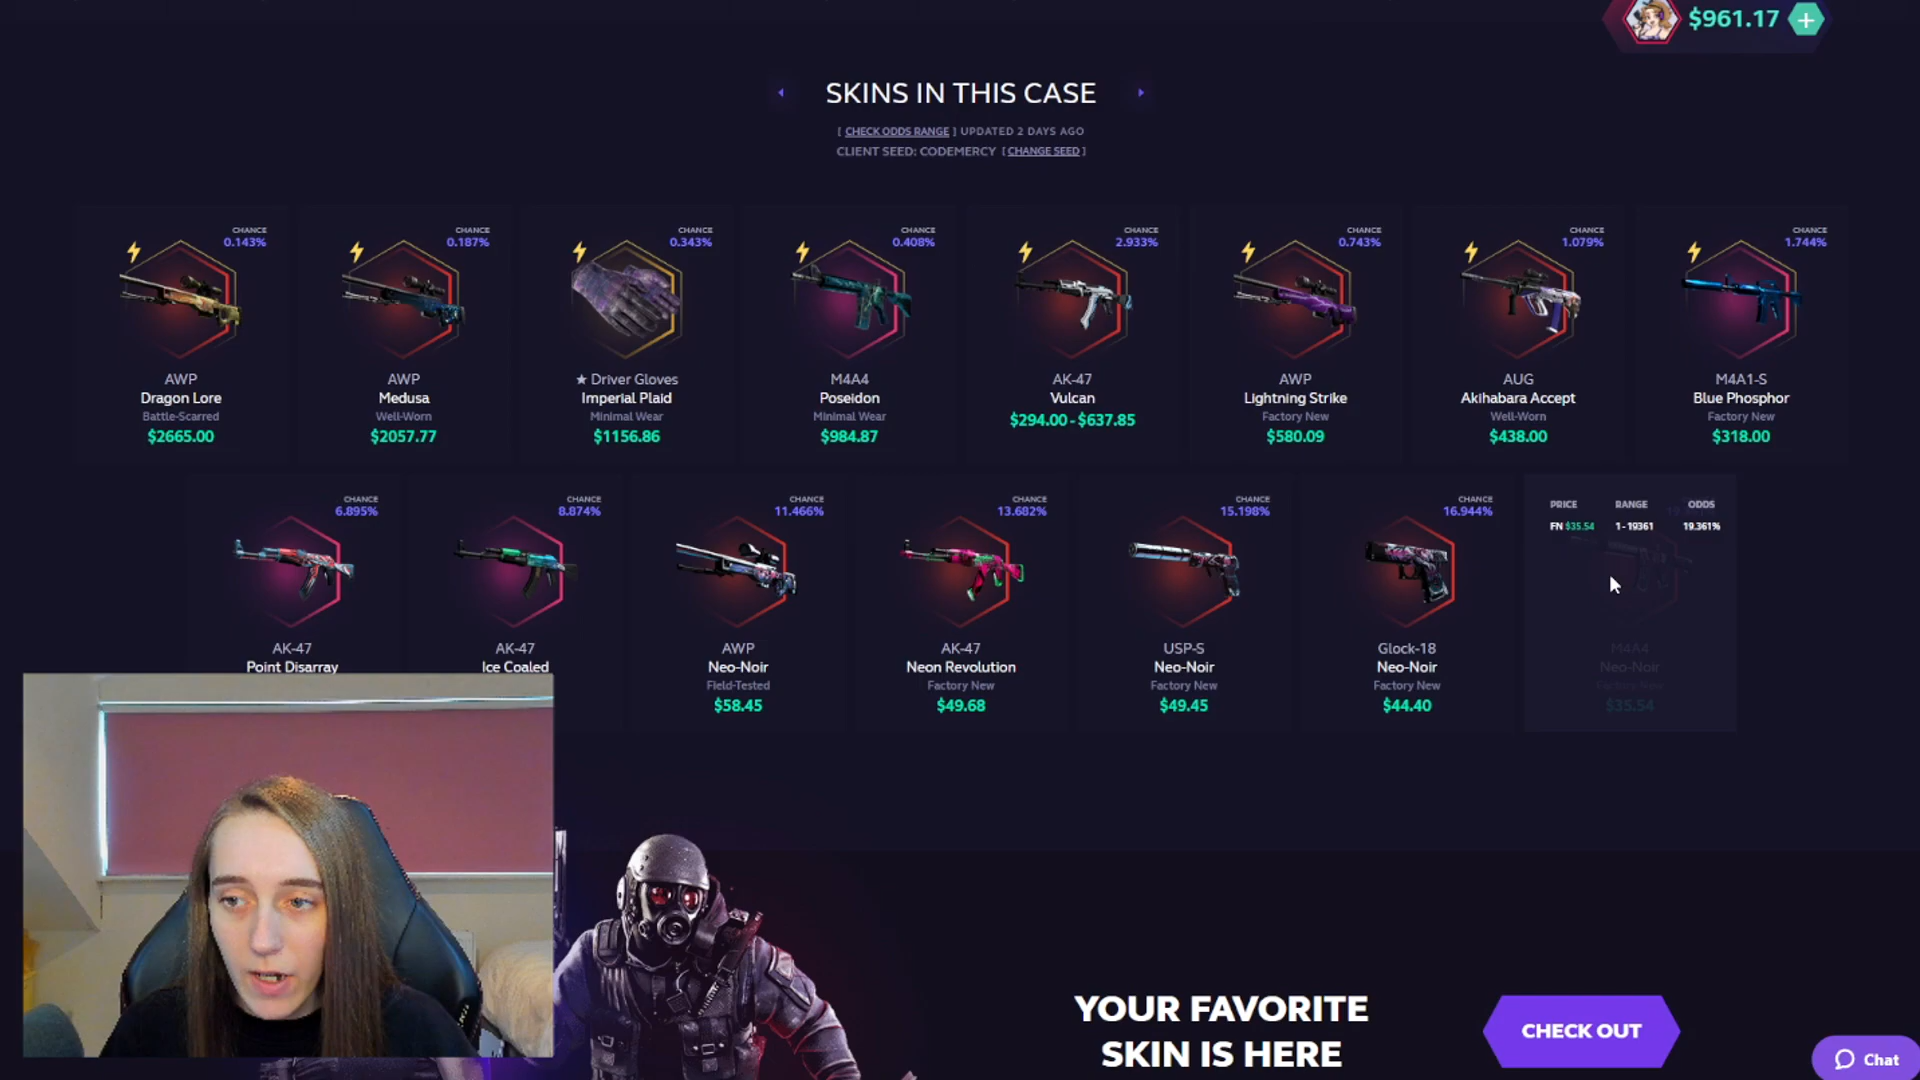 $961.17
SKINS IN THIS CASE
[ CHECK ODDS RANGE ] UPDATED 2 DAYS AGO
CLIENT SEED: CODEMERCY [ CHANGE SEED ]
CHANCE
0.143%
AWP
Dragon Lore
Battle-Scarred
$2665.00
CHANCE
0.187%
AWP
Medusa
Well-Worn
$2057.77
CHANCE
0.343%
★ Driver Gloves
Imperial Plaid
Minimal Wear
$1156.86
CHANCE
0.408%
M4A4
Poseidon
Minimal Wear
$984.87
CHANCE
2.933%
AK-47
Vulcan
$294.00 - $637.85
CHANCE
0.743%
AWP
Lightning Strike
Factory New
$580.09
CHANCE
1.079%
AUG
Akihabara Accept
Well-Worn
$438.00
CHANCE
1.744%
M4A1-S
Blue Phosphor
Factory New
$318.00
CHANCE
6.895%
AK-47
Point Disarray
CHANCE
8.874%
AK-47
Ice Coaled
CHANCE
11.466%
AWP
Neo-Noir
Field-Tested
$58.45
CHANCE
13.682%
AK-47
Neon Revolution
Factory New
$49.68
CHANCE
15.198%
USP-S
Neo-Noir
Factory New
$49.45
CHANCE
16.944%
Glock-18
Neo-Noir
Factory New
$44.40
PRICE RANGE ODDS
FN $35.54 1 - 19361 19.361%
M4A4
Neo-Noir
Factory New
$35.54
YOUR FAVORITE
SKIN IS HERE
CHECK OUT
Chat